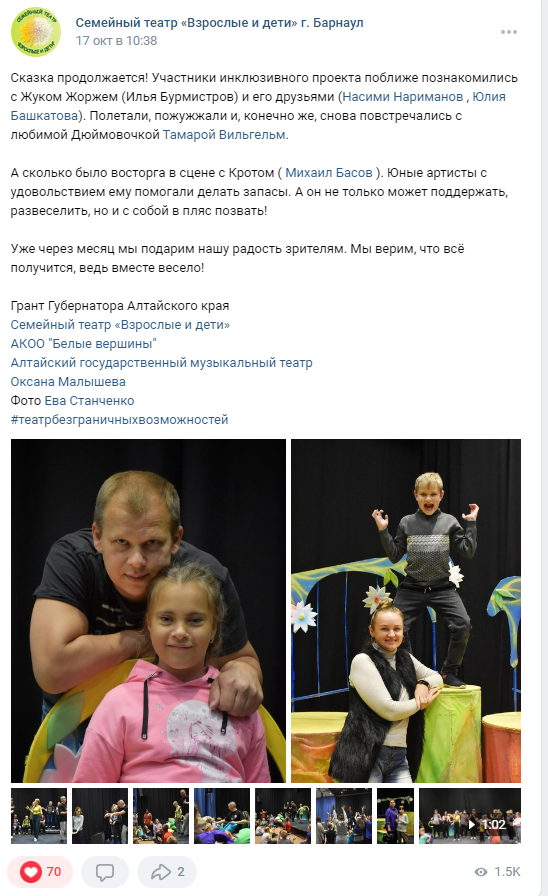 СЕМЕЙНЫЙ ТЕАТР
ВЗРОСЛЫЕ И ДЕТИ
Семейный театр «Взрослые и дети» г. Барнаул
17 окт в 10:38
Сказка продолжается! Участники инклюзивного проекта поближе познакомились
с Жуком Жоржем (Илья Бурмистров) и его друзьями (Насими Нариманов , Юлия
Башкатова). Полетали, пожужжали и, конечно же, снова повстречались с
любимой Дюймовочкой Тамарой Вильгельм.
А сколько было восторга в сцене с Кротом ( Михаил Басов ). Юные артисты с
удовольствием ему помогали делать запасы. А он не только может поддержать,
развеселить, но и с собой в пляс позвать!
Уже через месяц мы подарим нашу радость зрителям. Мы верим, что всё
получится, ведь вместе весело!
Грант Губернатора Алтайского края
Семейный театр «Взрослые и дети»
АКОО "Белые вершины"
Алтайский государственный музыкальный театр
Оксана Малышева
Фото Ева Станченко
#театрбезграничныхвозможностей
1:02
70
2
1.5K